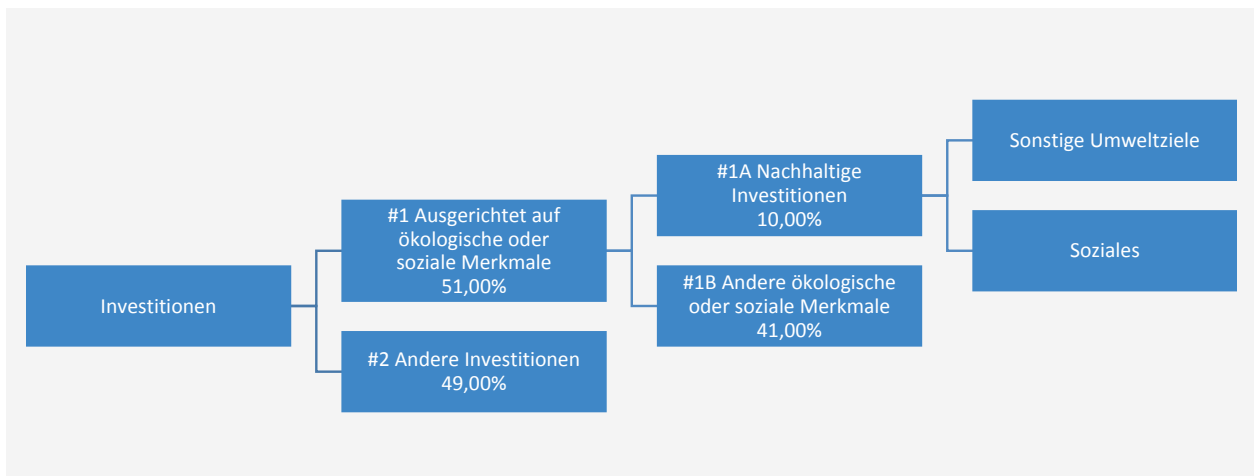 Investitionen
#1 Ausgerichtet auf
ökologische oder
soziale Merkmale
51,00%
#2 Andere Investitionen
49,00%
#1A Nachhaltige
Investitionen
10,00%
#1B Andere ökologische
oder soziale Merkmale
41,00%
Sonstige Umweltziele
Soziales